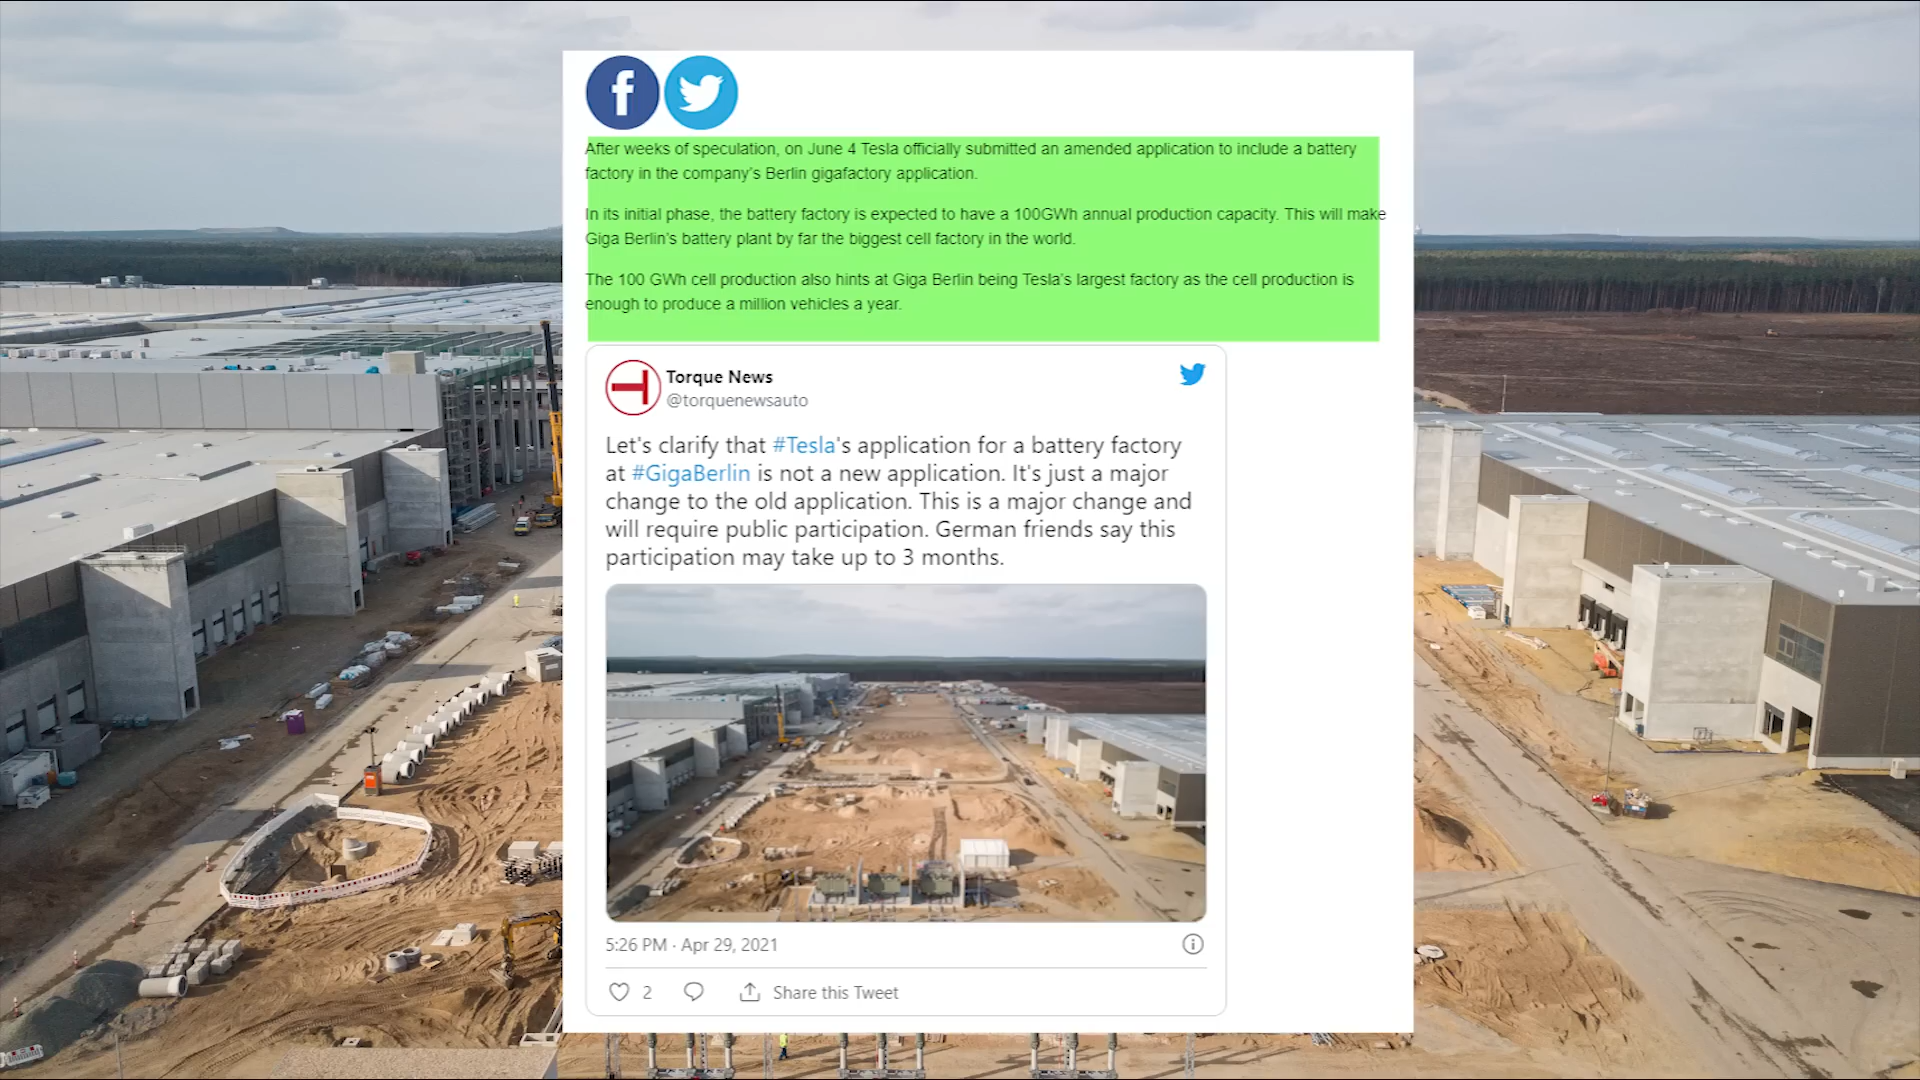 After weeks of speculation, on June 4 Tesla officially submitted an amended application to include a battery
factory in the company's Berlin gigafactory application.
In its initial phase, the battery factory is expected to have a 100GWh annual production capacity. This will make
Giga Berlin's battery plant by far the biggest cell factory in the world.
The 100 GWh cell production also hints at Giga Berlin being Tesla's largest factory as the cell production is
enough to produce a million vehicles a year.
Torque News
@torquenewsauto
Let's clarify that #Tesla's application for a battery factory
at #GigaBerlin is not a new application. It's just a major
change to the old application. This is a major change and
will require public participation. German friends say this
participation may take up to 3 months.
5:26 PM · Apr 29, 2021
2
Share this Tweet